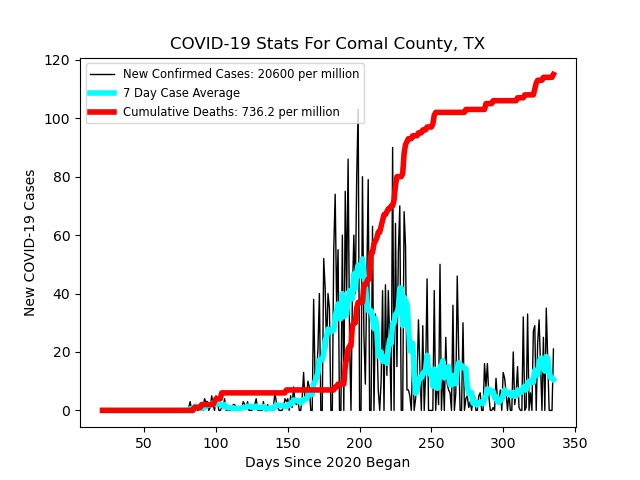 COVID-19 Stats For Comal County, TX
New Confirmed Cases: 20600 per million
7 Day Case Average
Cumulative Deaths: 736.2 per million
New COVID-19 Cases
120
100
80
60
40
20
0
50
100
150
200
250
300
350
Days Since 2020 Began